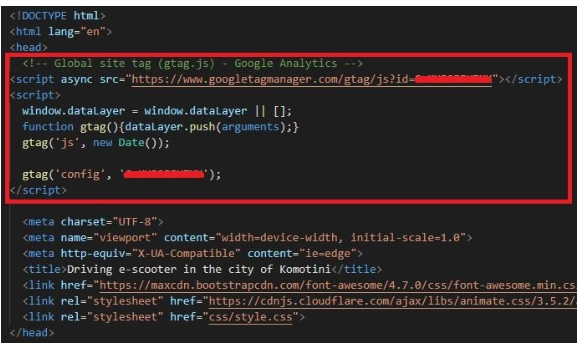 <!DOCTYPE html>
<html lang="en">
<head>
<!-- Global site tag (gtag.js) - Google Analytics -->
<script async src="https://www.googletagmanager.com/gtag/js?id="></script>
<script>
window.dataLayer = window.dataLayer || [];
function gtag(){dataLayer.push(arguments);}
gtag('js', new Date());
gtag('config', '');
</script>
<meta charset="UTF-8">
<meta name="viewport" content="width=device-width, initial-scale=1.0">
<meta http-equiv="X-UA-Compatible" content="ie=edge">
<title>Driving e-scooter in the city of Komotini</title>
<link href="https://maxcdn.bootstrapcdn.com/font-awesome/4.7.0/css/font-awesome.min.cs
<link rel="stylesheet" href="https://cdnjs.cloudflare.com/ajax/libs/animate.css/3.5.2/
<link rel="stylesheet" href="css/style.css">
</head>